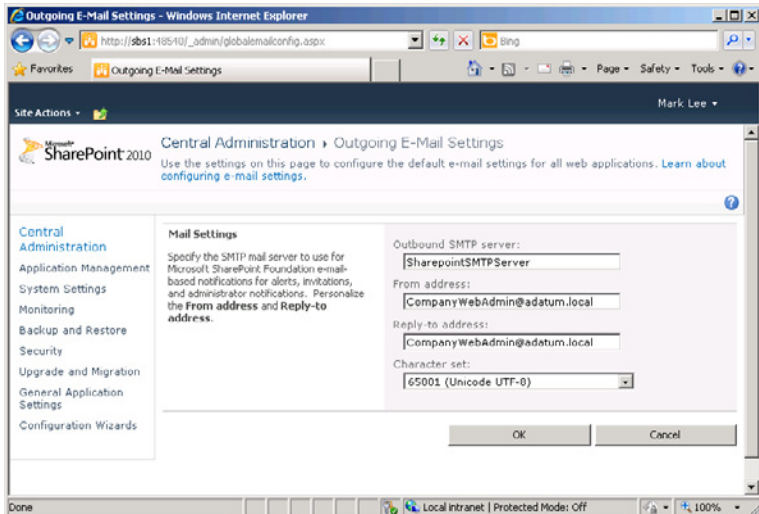 Outgoing E-Mail Settings - Windows Internet Explorer
http://sbs1:48540/_admin/globalemailconfig.aspx
Bing
Favorites
Outgoing E-Mail Settings
Page
Safety
Tools
Site Actions
Mark Lee
Microsoft
SharePoint 2010
Central Administration
Outgoing E-Mail Settings
Use the settings on this page to configure the default e-mail settings for all web applications. Learn about
configuring e-mail settings.
Central
Administration
Application Management
System Settings
Monitoring
Backup and Restore
Security
Upgrade and Migration
General Application
Settings
Configuration Wizards
Mail Settings
Specify the SMTP mail server to use for
Microsoft SharePoint Foundation e-mail-
based notifications for alerts, invitations,
and administrator notifications. Personalize
the From address and Reply-to
address.
Outbound SMTP server:
SharepointSMTPServer
From address:
CompanyWebAdmin@adatum.local
Reply-to address:
CompanyWebAdmin@adatum.local
Character set:
65001 (Unicode UTF-8)
OK
Cancel
Done
Local intranet | Protected Mode: Off
100%